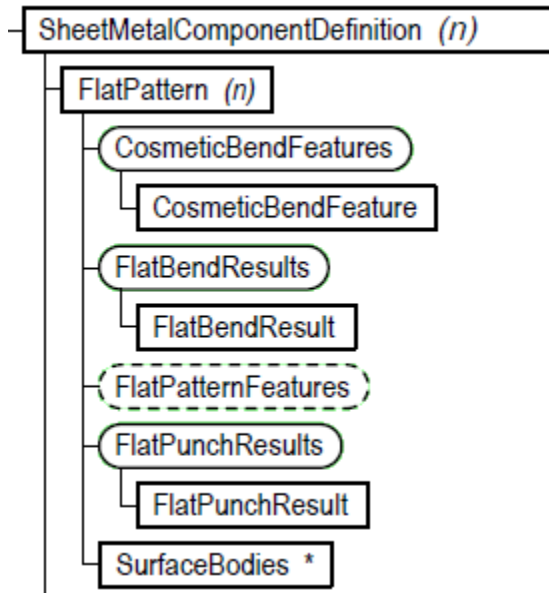 SheetMetalComponentDefinition (n)
FlatPattern (n)
CosmeticBendFeatures
CosmeticBendFeature
FlatBendResults
FlatBendResult
FlatPatternFeatures
FlatPunchResults
FlatPunchResult
SurfaceBodies *